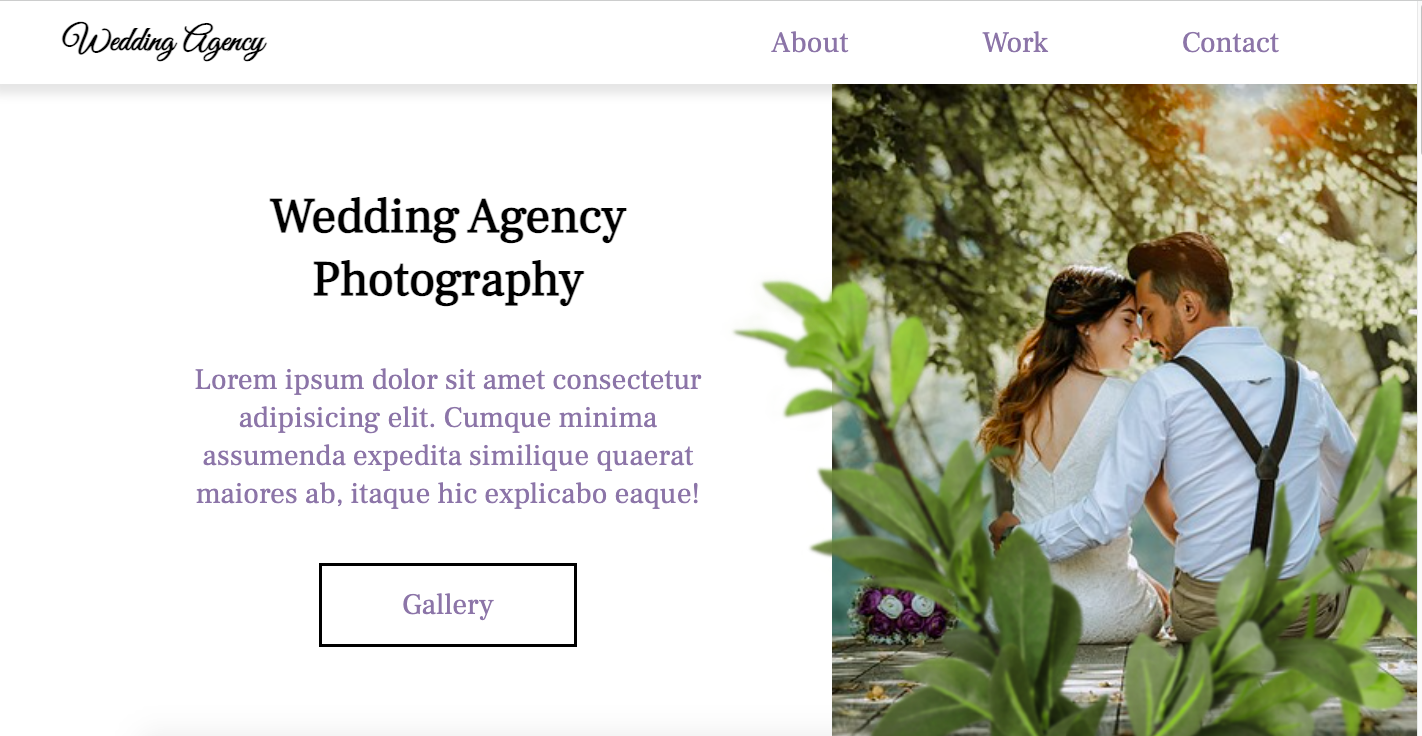 Wedding Agency
About
Work
Contact
Wedding Agency
Photography
Lorem ipsum dolor sit amet consectetur
adipisicing elit. Cumque minima
assumenda expedita similique quaerat
maiores ab, itaque hic explicabo eaque!
Gallery